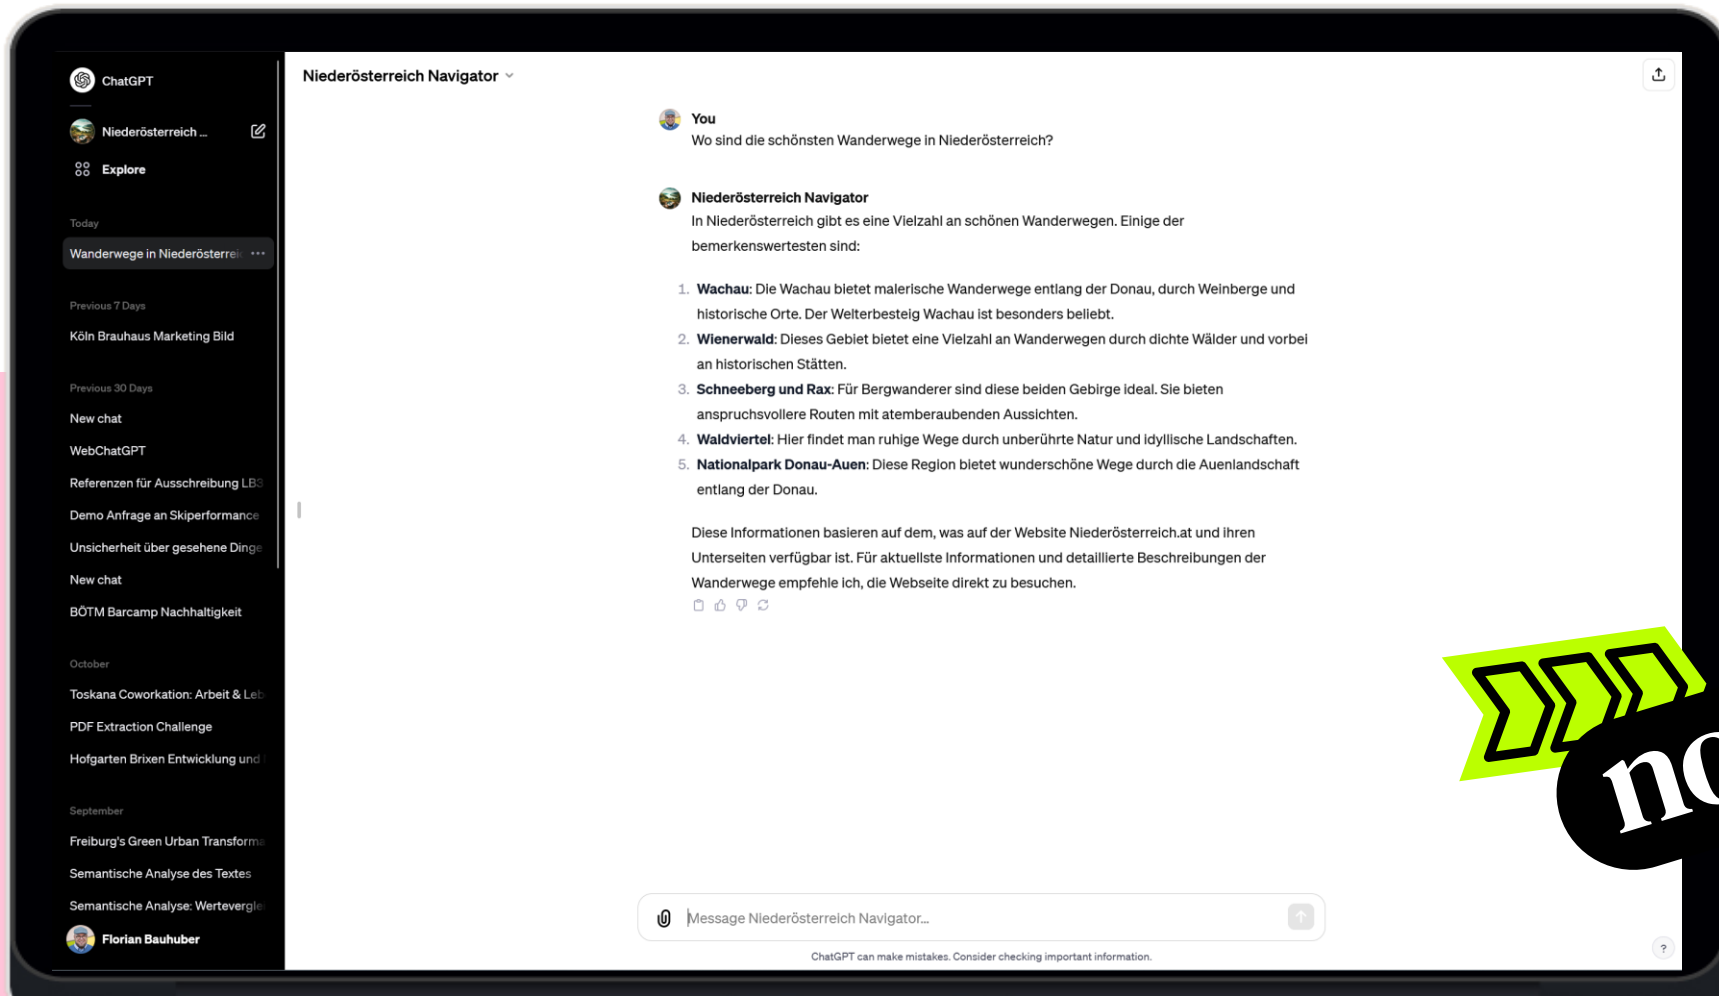 ChatGPT
Niederösterreich ...
Explore
Today
Wanderwege in Niederösterrei
Previous 7 Days
Köln Brauhaus Marketing Bild
Previous 30 Days
New chat
WebChatGPT
Referenzen für Ausschreibung LB3
Demo Anfrage an Skiperformance
Unsicherheit über gesehene Dinge
New chat
BÖTM Barcamp Nachhaltigkeit
October
Toskana Coworkation: Arbeit & Leb
PDF Extraction Challenge
Hofgarten Brixen Entwicklung und
September
Freiburg's Green Urban Transforma
Semantische Analyse des Textes
Semantische Analyse: Wertevergle
Florian Bauhuber
Niederösterreich Navigator
You
Wo sind die schönsten Wanderwege in Niederösterreich?
Niederösterreich Navigator
In Niederösterreich gibt es eine Vielzahl an schönen Wanderwegen. Einige der
bemerkenswertesten sind:
1. Wachau: Die Wachau bietet malerische Wanderwege entlang der Donau, durch Weinberge und
historische Orte. Der Welterbesteig Wachau ist besonders beliebt.
2. Wienerwald: Dieses Gebiet bietet eine Vielzahl an Wanderwegen durch dichte Wälder und vorbei
an historischen Stätten.
3. Schneeberg und Rax: Für Bergwanderer sind diese beiden Gebirge ideal. Sie bieten
anspruchsvollere Routen mit atemberaubenden Aussichten.
4. Waldviertel: Hier findet man ruhige Wege durch unberührte Natur und idyllische Landschaften.
5. Nationalpark Donau-Auen: Diese Region bietet wunderschöne Wege durch die Auenlandschaft
entlang der Donau.
Diese Informationen basieren auf dem, was auf der Website Niederösterreich.at und ihren
Unterseiten verfügbar ist. Für aktuellste Informationen und detaillierte Beschreibungen der
Wanderwege empfehle ich, die Webseite direkt zu besuchen.
no
Message Niederösterreich Navigator...
ChatGPT can make mistakes. Consider checking important information.
?